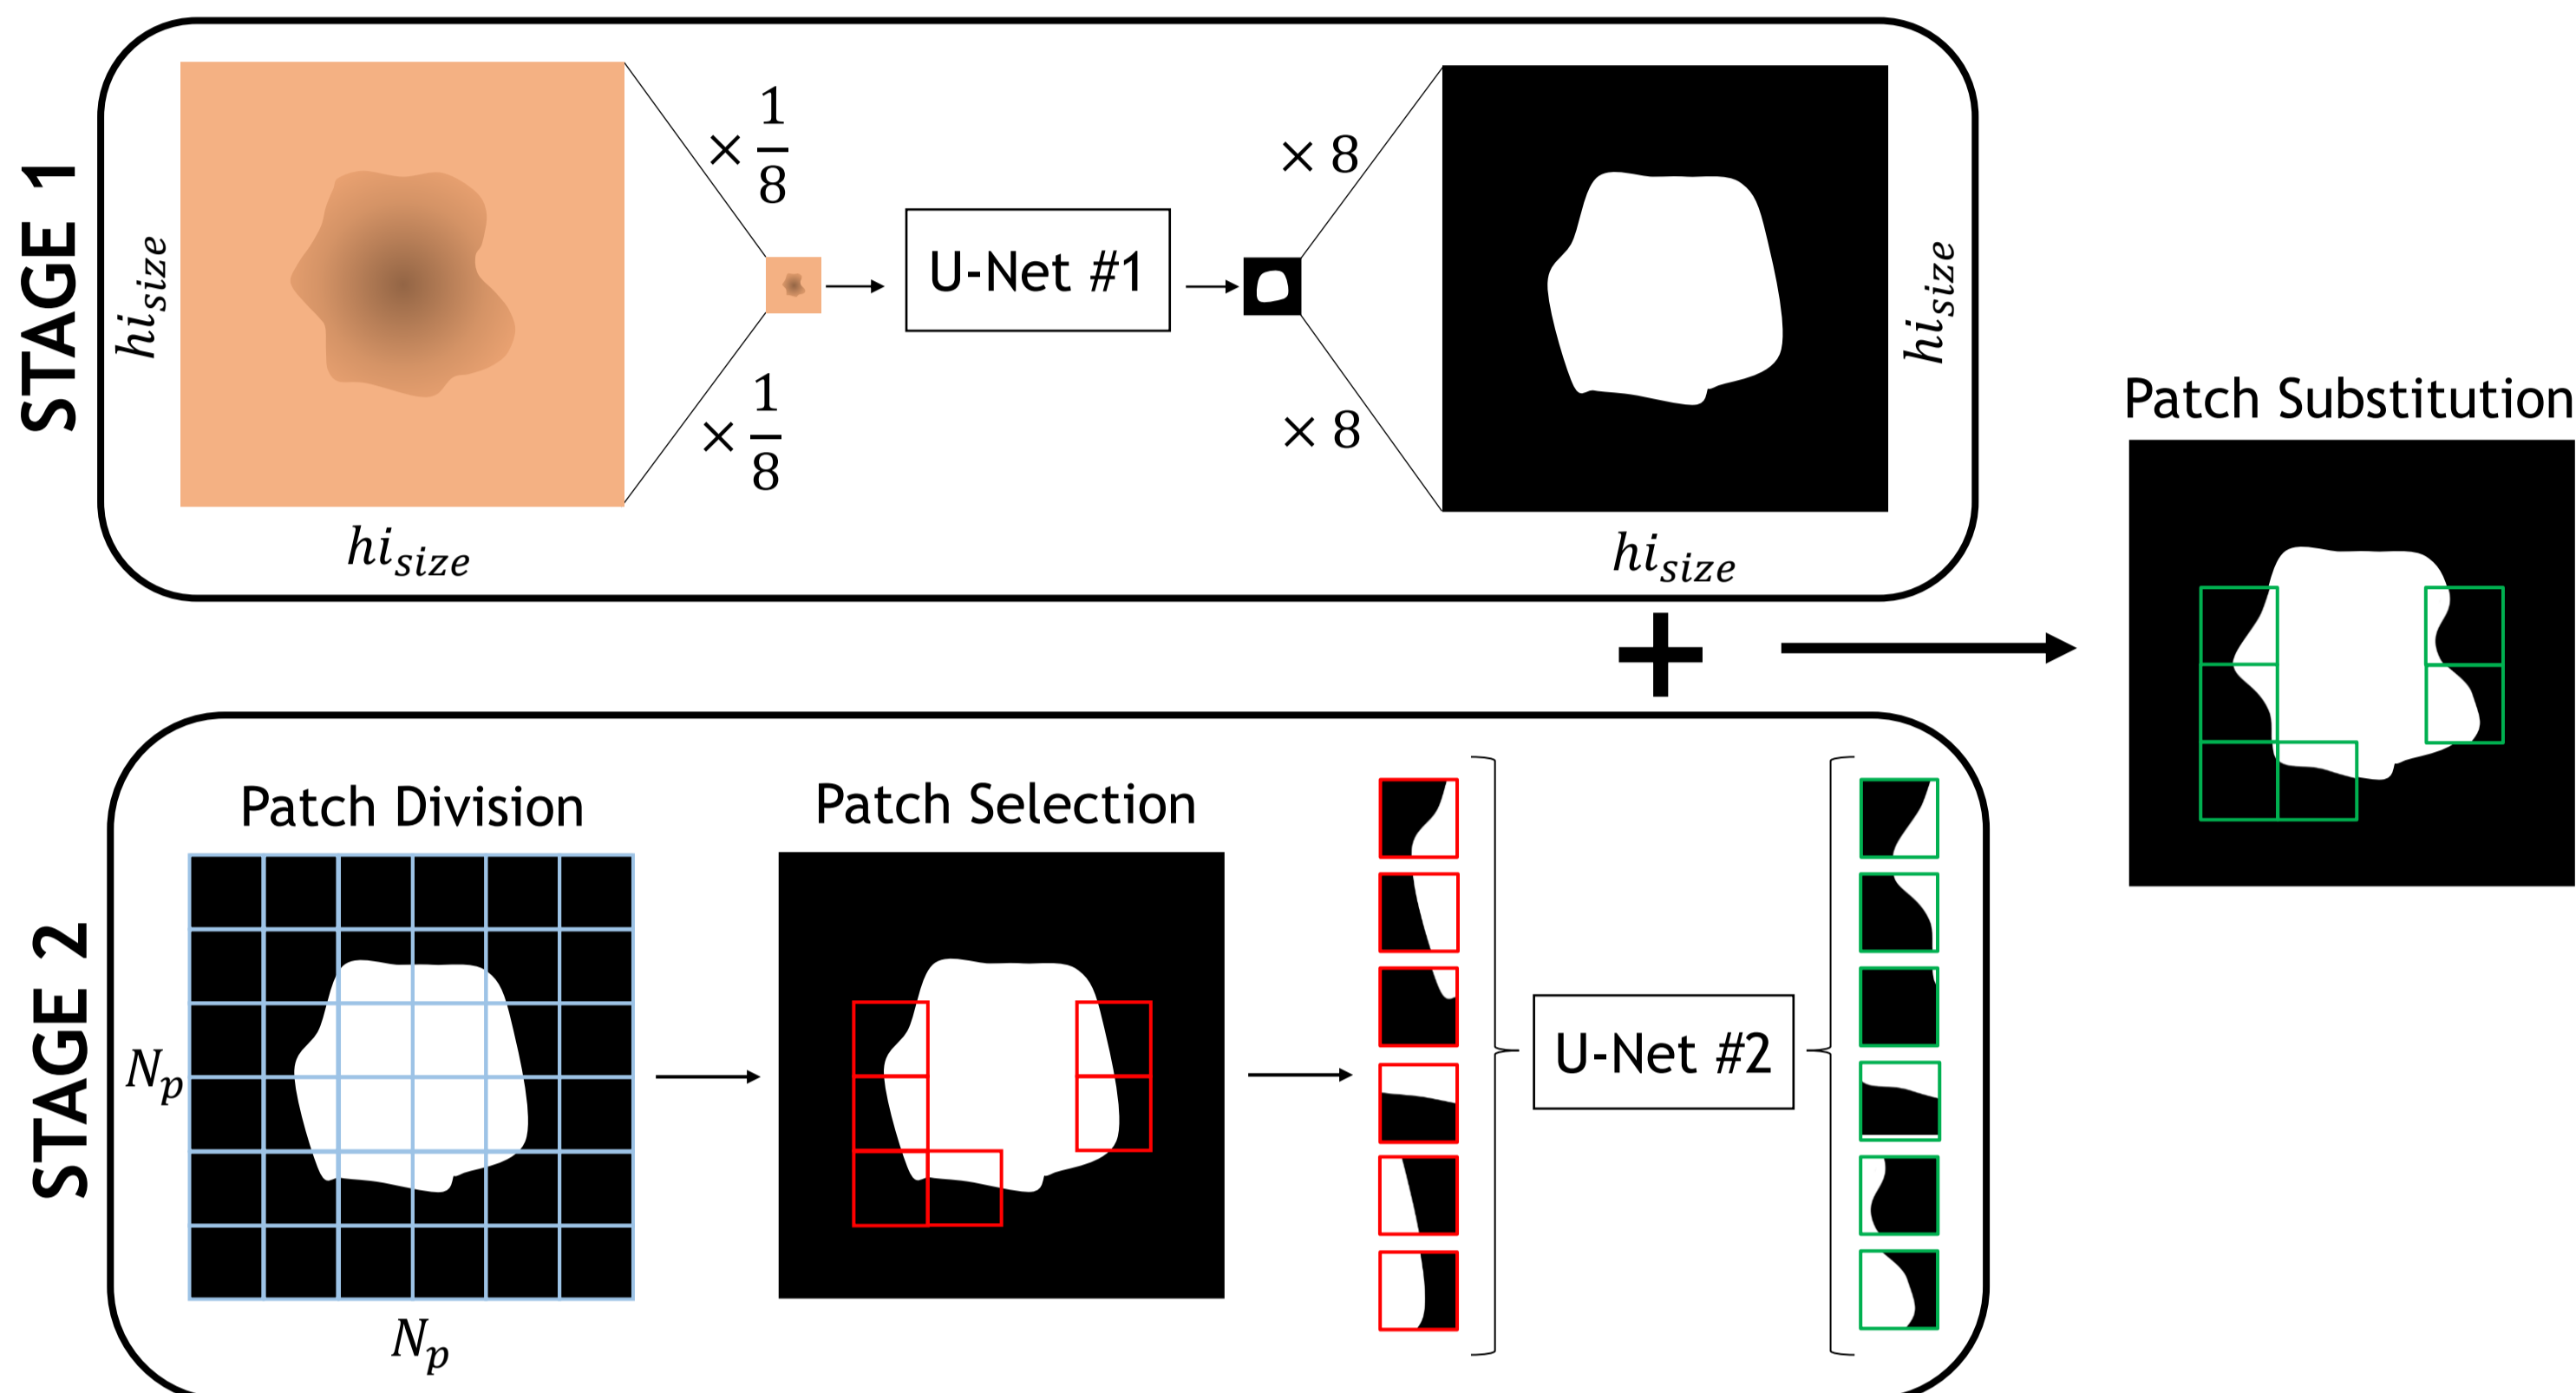 STAGE 1
hi_size
hi_size
× 1/8
× 1/8
U-Net #1
× 8
× 8
hi_size
hi_size
+
Patch Substitution
STAGE 2
Patch Division
N_p
N_p
Patch Selection
U-Net #2